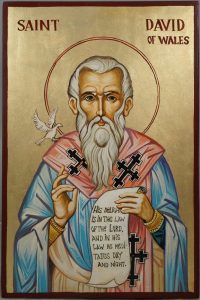 SAINT DAVID
OF WALES
HIS DELIGHT
IS IN THE LAW
OF THE LORD,
AND IN HIS
LAW HE MEDI
TATES DAY
AND NIGHT.